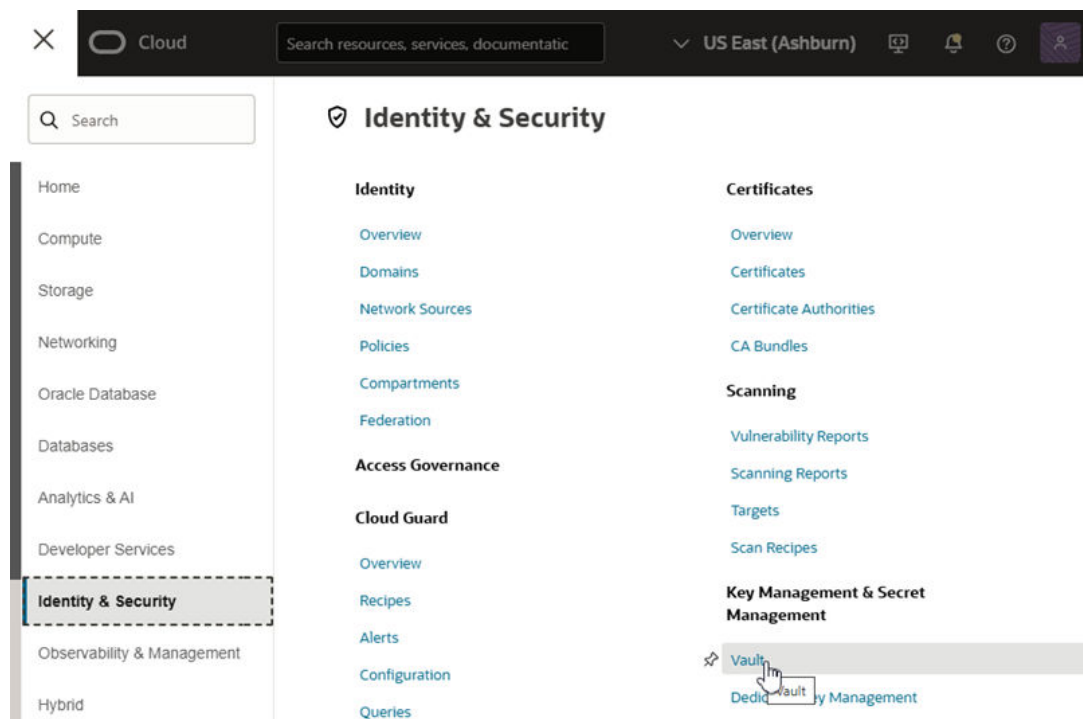 Cloud
Search resources, services, documentatic
US East (Ashburn)
Search
Home
Compute
Storage
Networking
Oracle Database
Databases
Analytics & AI
Developer Services
Identity & Security
Observability & Management
Hybrid
Identity & Security
Identity
Overview
Domains
Network Sources
Policies
Compartments
Federation
Access Governance
Cloud Guard
Overview
Recipes
Alerts
Configuration
Queries
Certificates
Overview
Certificates
Certificate Authorities
CA Bundles
Scanning
Vulnerability Reports
Scanning Reports
Targets
Scan Recipes
Key Management & Secret
Management
Vault
Vault
Management